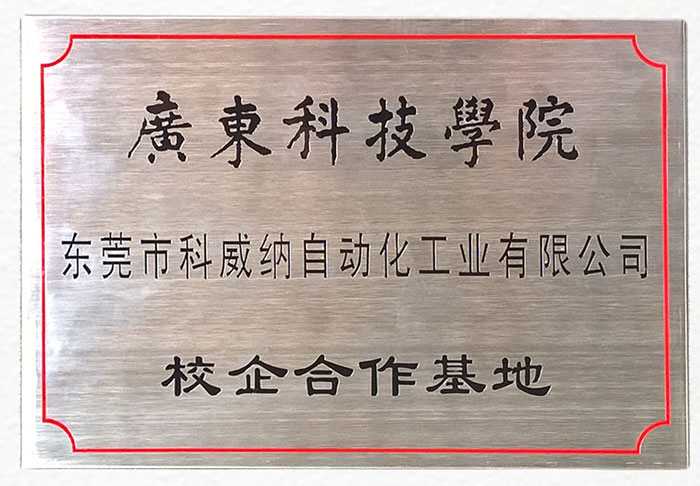 廣東科技學院
东莞市科威纳自动化工业有限公司
校企合作基地